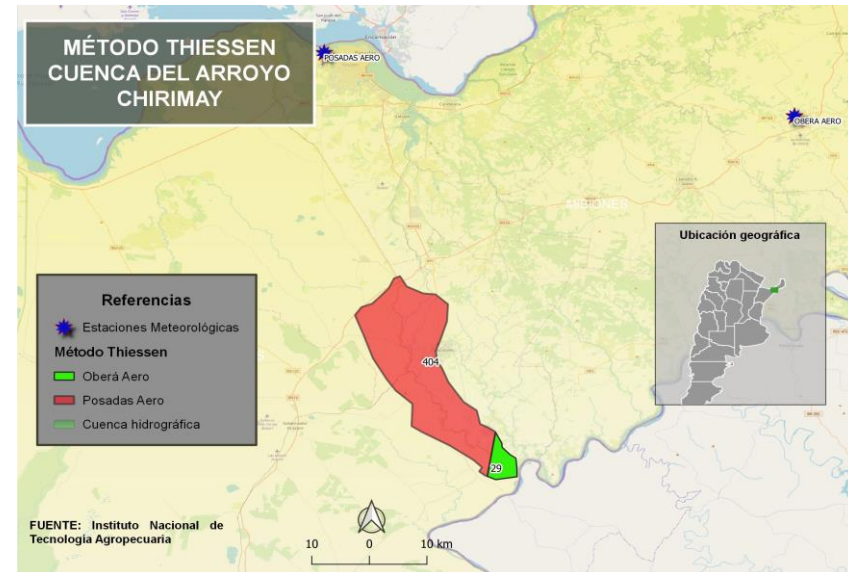 MÉTODO THIESSEN
CUENCA DEL ARROYO
CHIRIMAY
POSADAS AERO
OBERA AERO
MISIONES
Ubicación geográfica
Referencias
Estaciones Meteorológicas
Método Thiessen
Oberá Aero
Posadas Aero
Cuenca hidrográfica
404
29
FUENTE: Instituto Nacional de
Tecnología Agropecuaria
10 0 10 km